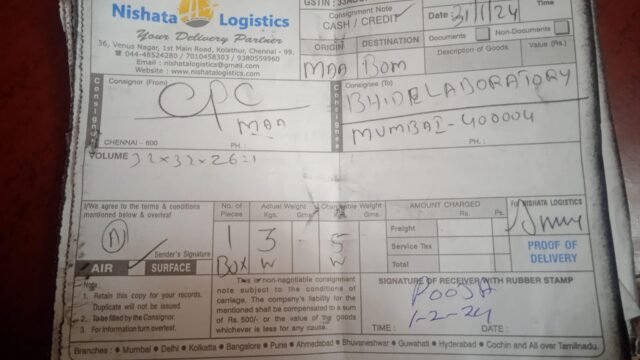 Nishata Logistics
Your Delivery Partner
36, Venus Nagar, 1st Main Road, Kolathur, Chennai - 99.
044-48524280 / 7010458303 / 9380559960
Email : nishatalogistics@gmail.com
Website : www.nishatalogistics.com
GSTIN :
Consignment Note
CASH / CREDIT
Date 31/1/24
Time
ORIGIN DESTINATION
MAA BOM
Documents Non-Documents
Description of Goods Value (Rs.)
Consignor
Consignor (From)
CPC
MAA
CHENNAI - 600 PH. :
Consignee
Consignee (To)
BHIDE LABORATORY
MUMBAI - 400004
PH. :
VOLUME 32x32x26=1
I/We agree to the terms & conditions
mentioned below & overleaf
Sender's Signature
AIR SURFACE
No. of Pieces
Actual Weight
Kgs. Gms.
Chargeable Weight
Gms.
1 3 5
BOX W W
AMOUNT CHARGED
Rs. Ps.
Freight
Service Tax
Total
For NISHATA LOGISTICS
PROOF OF
DELIVERY
Note:
1. Retain this copy for your records.
Duplicate will not be issued.
2. To be filled by the Consignor.
3. For information turn overleaf.
This is non-negotiable consignment
note subject to the conditions of
carriage. The company's liability for the
mentioned shall be compensated to a sum
of Rs. 500/- or the value of the goods
whichever is less for any cause.
SIGNATURE OF RECEIVER WITH RUBBER STAMP
POOJA
1-2-24
TIME : DATE :
Branches : • Mumbai • Delhi • Kolkatta • Bangalore • Pune • Ahmedabad • Bhuvaneshwar • Guwahati • Hyderabad • Cochin and All over Tamilnadu.